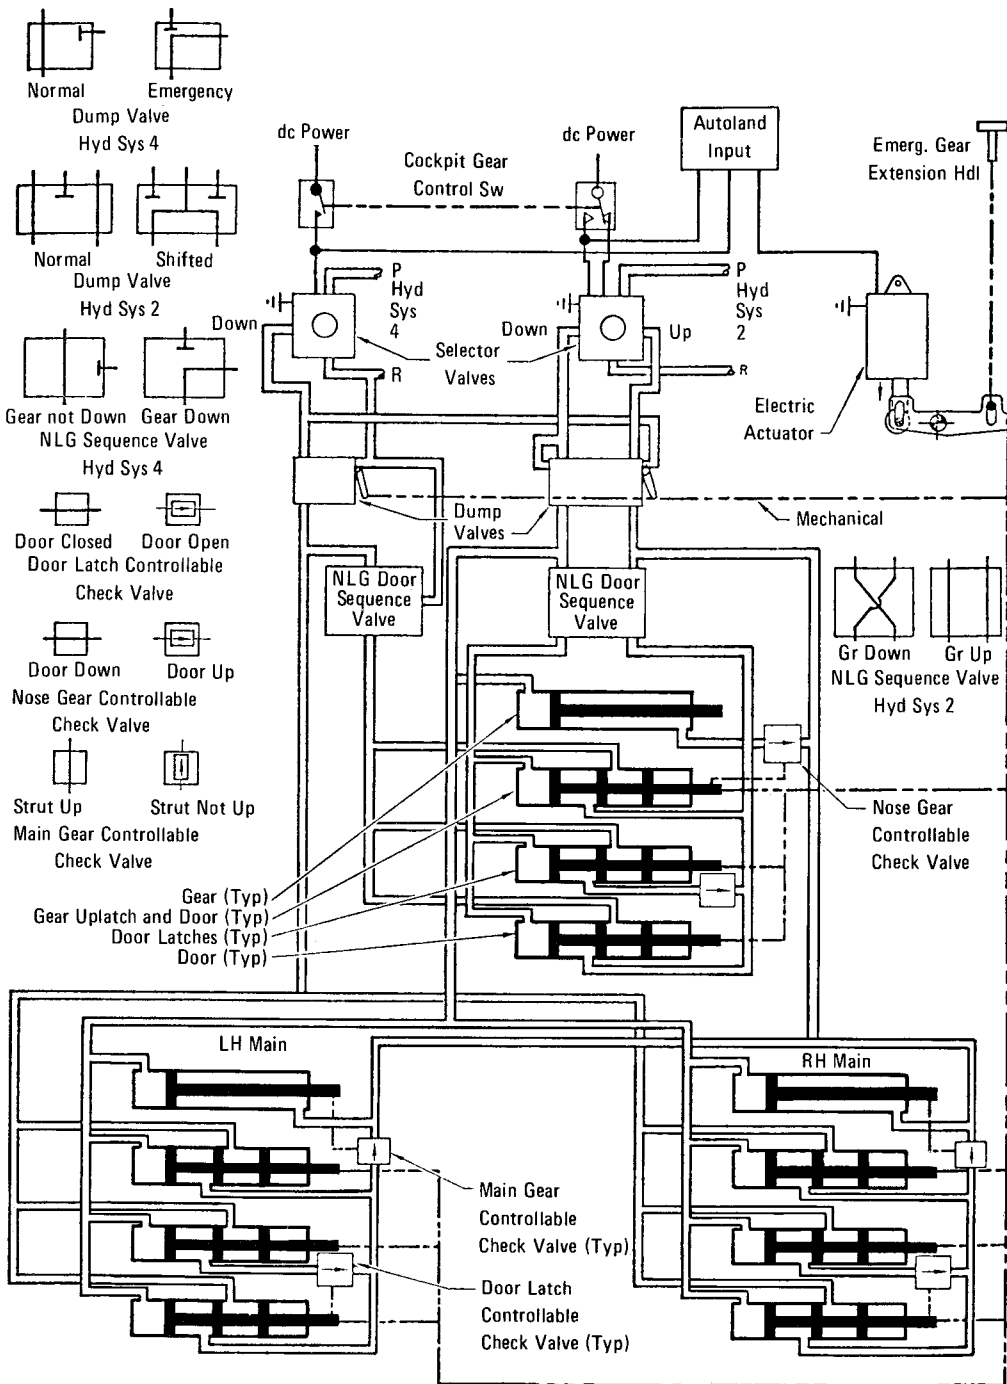 Normal
Emergency
Dump Valve
Hyd Sys 4
Normal
Shifted
Dump Valve
Hyd Sys 2
Gear not Down
Gear Down
NLG Sequence Valve
Hyd Sys 4
Door Closed
Door Open
Door Latch Controllable
Check Valve
Door Down
Door Up
Nose Gear Controllable
Check Valve
Strut Up
Strut Not Up
Main Gear Controllable
Check Valve
dc Power
Cockpit Gear
Control Sw
dc Power
Autoland
Input
Emerg. Gear
Extension Hdl
P
Hyd
Sys
4
R
Down
Selector
Valves
Down
Up
P
Hyd
Sys
2
R
Electric
Actuator
Dump
Valves
Mechanical
NLG Door
Sequence
Valve
NLG Door
Sequence
Valve
Gr Down
Gr Up
NLG Sequence Valve
Hyd Sys 2
Nose Gear
Controllable
Check Valve
Gear (Typ)
Gear Uplatch and Door (Typ)
Door Latches (Typ)
Door (Typ)
LH Main
RH Main
Main Gear
Controllable
Check Valve (Typ)
Door Latch
Controllable
Check Valve (Typ)